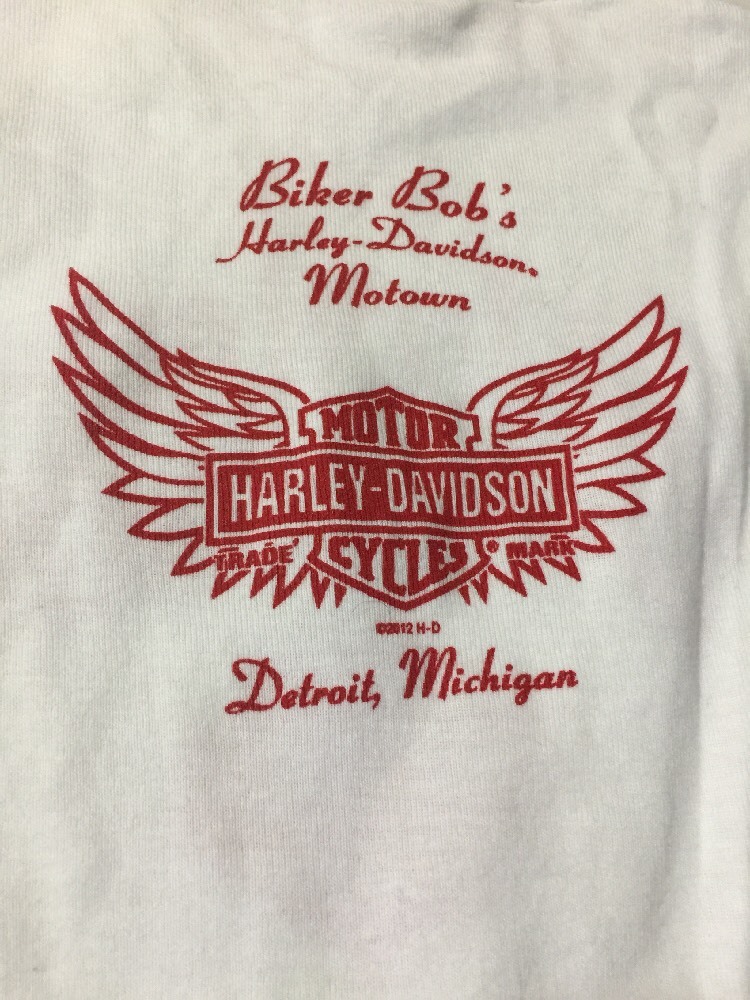 Biker Bob's
Harley-Davidson®
Motown
MOTOR
HARLEY-DAVIDSON
TRADE CYCLES ® MARK
©2012 H-D
Detroit, Michigan